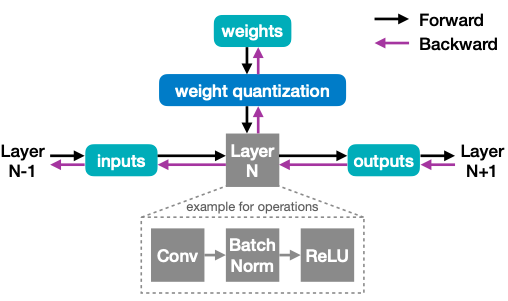 weights
Forward
Backward
weight quantization
Layer
N-1
inputs
Layer
N
outputs
Layer
N+1
example for operations
Conv
Batch
Norm
ReLU